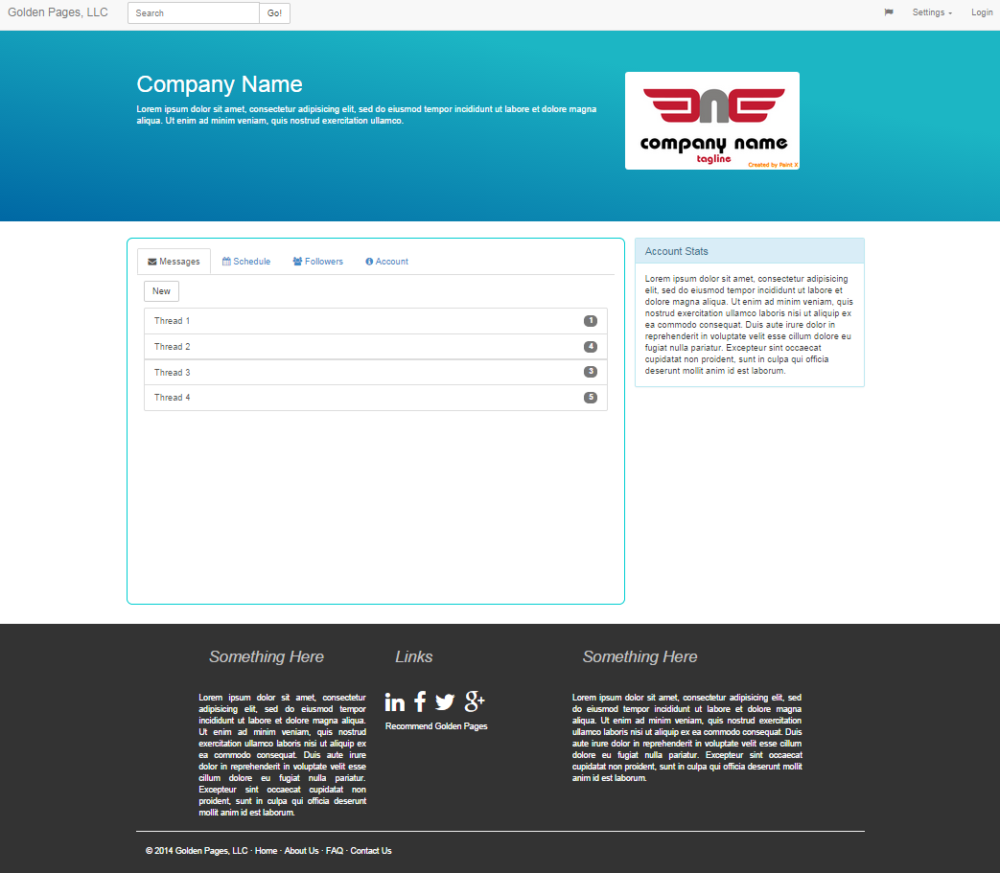 Golden Pages, LLC
Search
Go!
Settings
Login
Company Name
Lorem ipsum dolor sit amet, consectetur adipisicing elit, sed do eiusmod tempor incididunt ut labore et dolore magna
aliqua. Ut enim ad minim veniam, quis nostrud exercitation ullamco.
company name
tagline
Created by Paint X
Messages
Schedule
Followers
Account
New
Thread 1
1
Thread 2
4
Thread 3
3
Thread 4
5
Account Stats
Lorem ipsum dolor sit amet, consectetur adipisicing
elit, sed do eiusmod tempor incididunt ut labore et
dolore magna aliqua. Ut enim ad minim veniam, quis
nostrud exercitation ullamco laboris nisi ut aliquip ex
ea commodo consequat. Duis aute irure dolor in
reprehenderit in voluptate velit esse cillum dolore eu
fugiat nulla pariatur. Excepteur sint occaecat
cupidatat non proident, sunt in culpa qui officia
deserunt mollit anim id est laborum.
Something Here
Lorem ipsum dolor sit amet, consectetur
adipisicing elit, sed do eiusmod tempor
incididunt ut labore et dolore magna aliqua.
Ut enim ad minim veniam, quis nostrud
exercitation ullamco laboris nisi ut aliquip ex
ea commodo consequat. Duis aute irure
dolor in reprehenderit in voluptate velit esse
cillum dolore eu fugiat nulla pariatur.
Excepteur sint occaecat cupidatat non
proident, sunt in culpa qui officia deserunt
mollit anim id est laborum.
Links
Recommend Golden Pages
Something Here
Lorem ipsum dolor sit amet, consectetur adipisicing elit, sed
do eiusmod tempor incididunt ut labore et dolore magna
aliqua. Ut enim ad minim veniam, quis nostrud exercitation
ullamco laboris nisi ut aliquip ex ea commodo consequat. Duis
aute irure dolor in reprehenderit in voluptate velit esse cillum
dolore eu fugiat nulla pariatur. Excepteur sint occaecat
cupidatat non proident, sunt in culpa qui officia deserunt mollit
anim id est laborum.
© 2014 Golden Pages, LLC · Home · About Us · FAQ · Contact Us